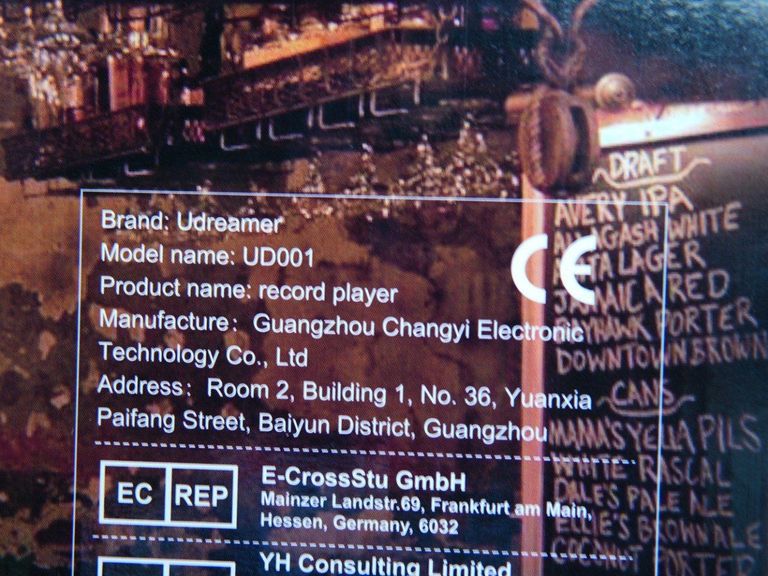 Brand: Udreamer
Model name: UD001
Product name: record player
Manufacture: Guangzhou Changyi Electronic
Technology Co., Ltd
Address: Room 2, Building 1, No. 36, Yuanxia
Paifang Street, Baiyun District, Guangzhou
CE
EC REP
E-CrossStu GmbH
Mainzer Landstr.69, Frankfurt am Main,
Hessen, Germany, 6032
YH Consulting Limited
DRAFT
AVERY IPA
ALLAGASH WHITE
LAGER
JAMAICA RED
PORTER
DOWNTOWN BROWN
CANS
MAMA'S YELLA PILS
WHITE RASCAL
DALE'S PALE ALE
ELLIE'S BROWN ALE
COCONUT PORTER